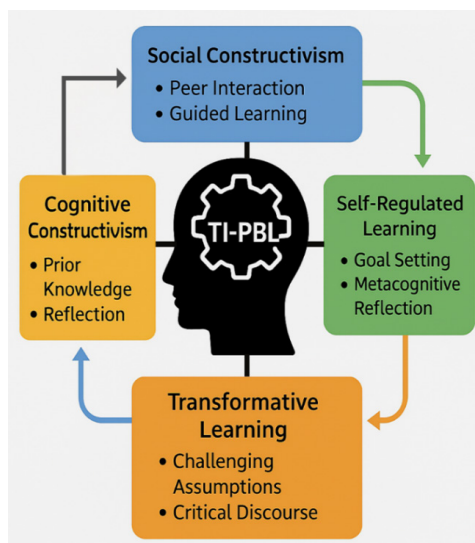 Social Constructivism
• Peer Interaction
• Guided Learning
Cognitive
Constructivism
• Prior
Knowledge
• Reflection
TI-PBL
Self-Regulated
Learning
• Goal Setting
• Metacognitive
Reflection
Transformative
Learning
• Challenging
Assumptions
• Critical Discourse